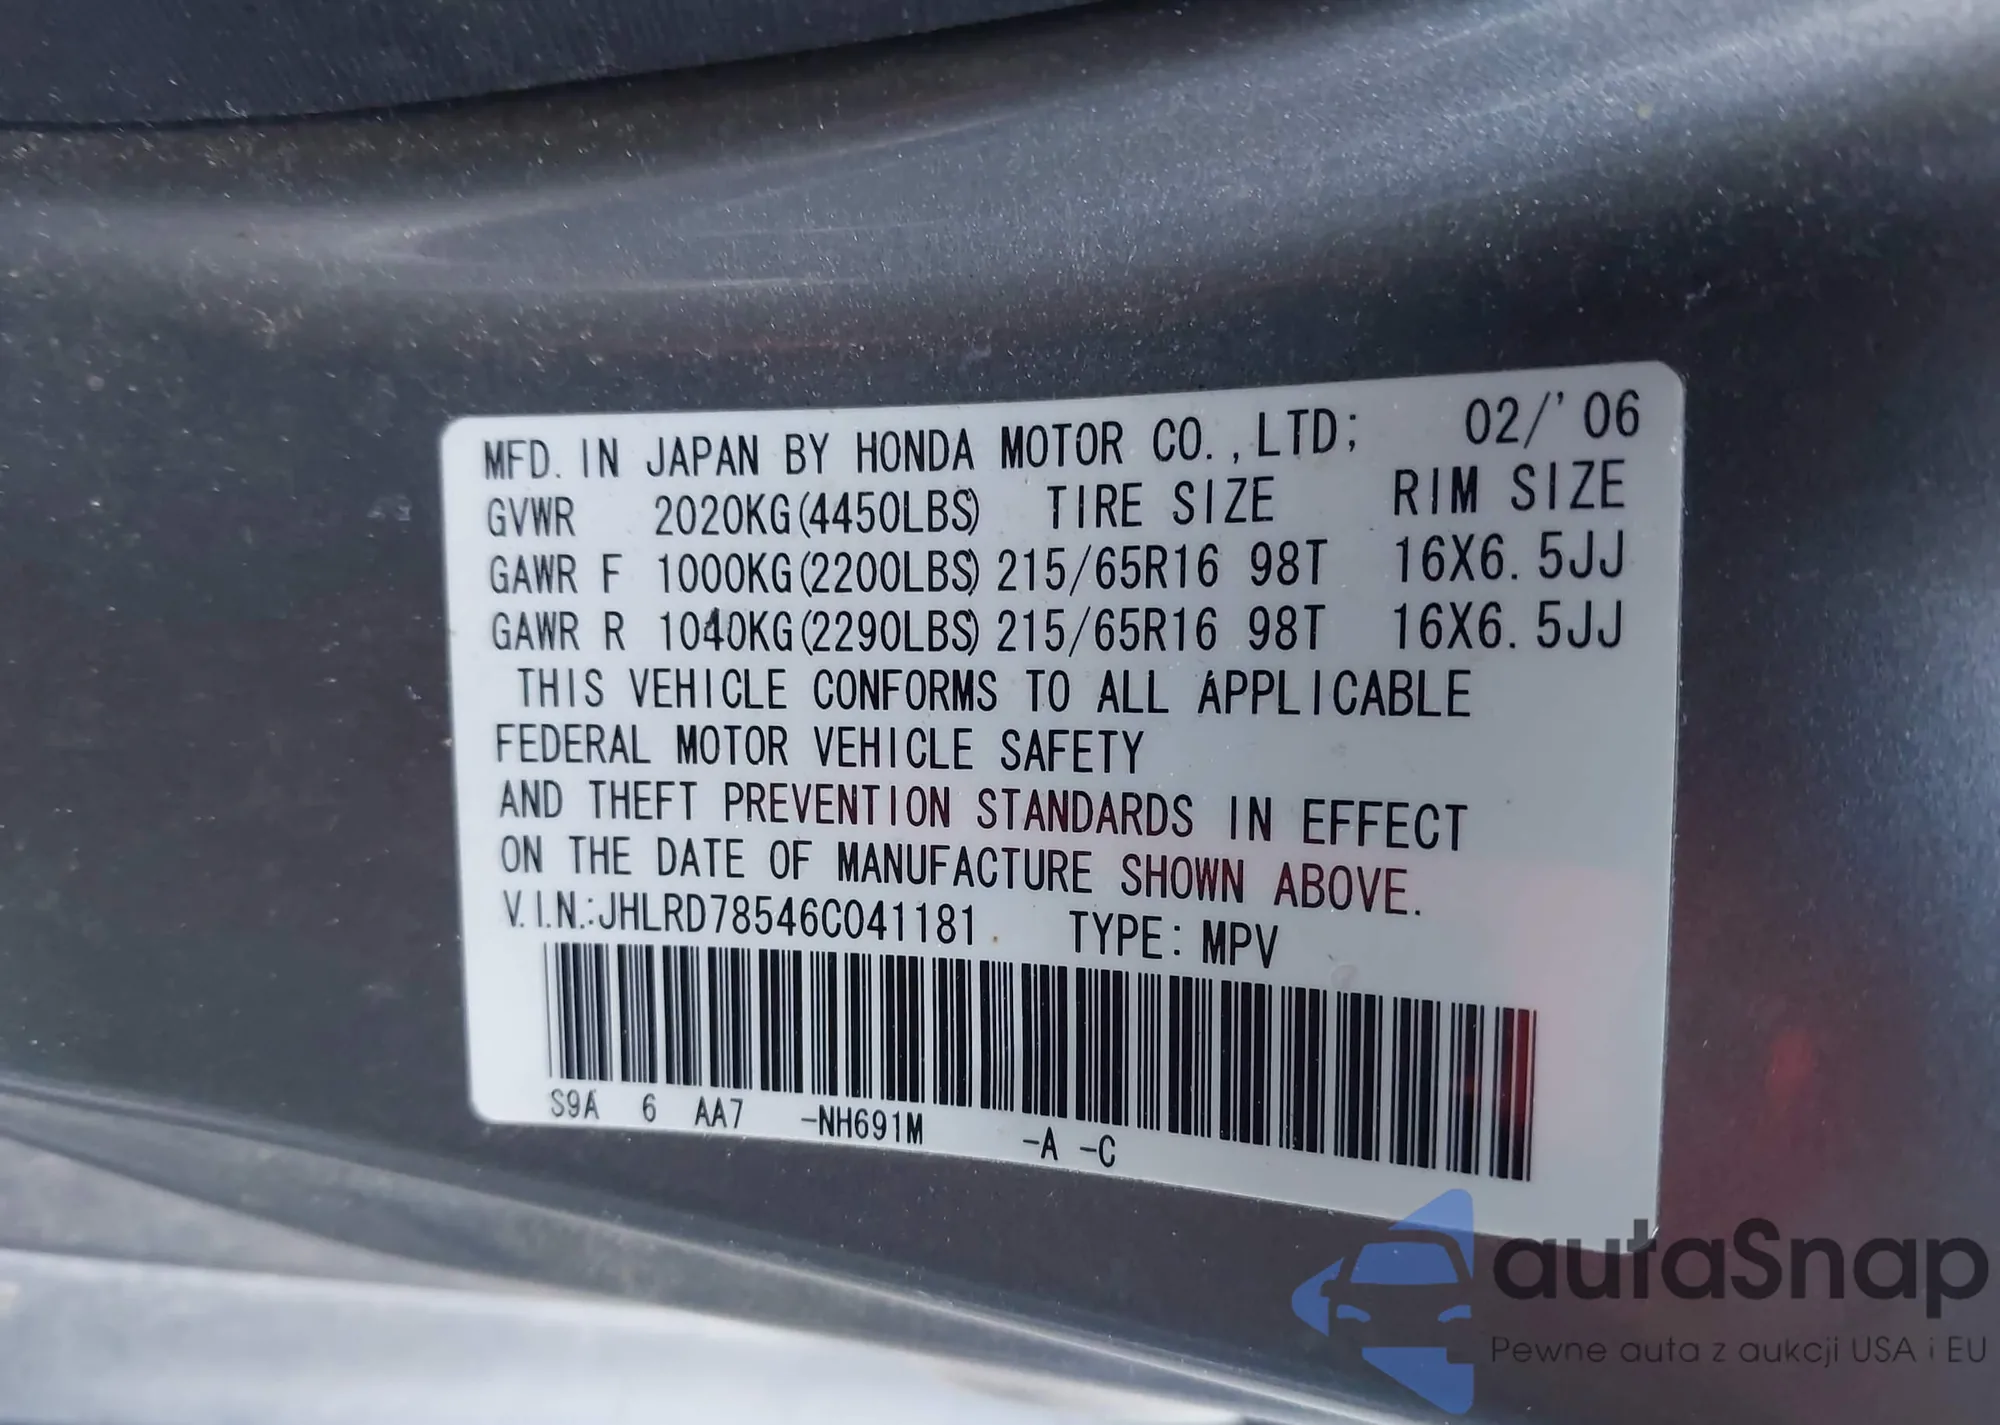 MFD. IN JAPAN BY HONDA MOTOR CO.,LTD; 02/'06
GVWR 2020KG(4450LBS) TIRE SIZE RIM SIZE
GAWR F 1000KG(2200LBS) 215/65R16 98T 16X6.5JJ
GAWR R 1040KG(2290LBS) 215/65R16 98T 16X6.5JJ
THIS VEHICLE CONFORMS TO ALL APPLICABLE
FEDERAL MOTOR VEHICLE SAFETY
AND THEFT PREVENTION STANDARDS IN EFFECT
ON THE DATE OF MANUFACTURE SHOWN ABOVE.
V.I.N.:JHLRD78546C041181 TYPE: MPV
S9A 6 AA7 -NH691M -A -C
autaSnap
Pewne auta z aukcji USA i EU